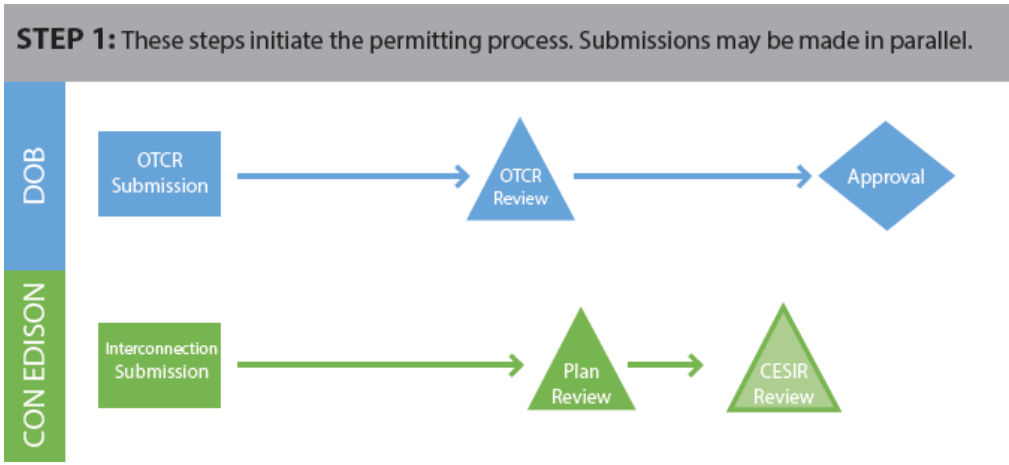 STEP 1: These steps initiate the permitting process. Submissions may be made in parallel.
DOB
OTCR
Submission
OTCR
Review
Approval
CON EDISON
Interconnection
Submission
Plan
Review
CESIR
Review